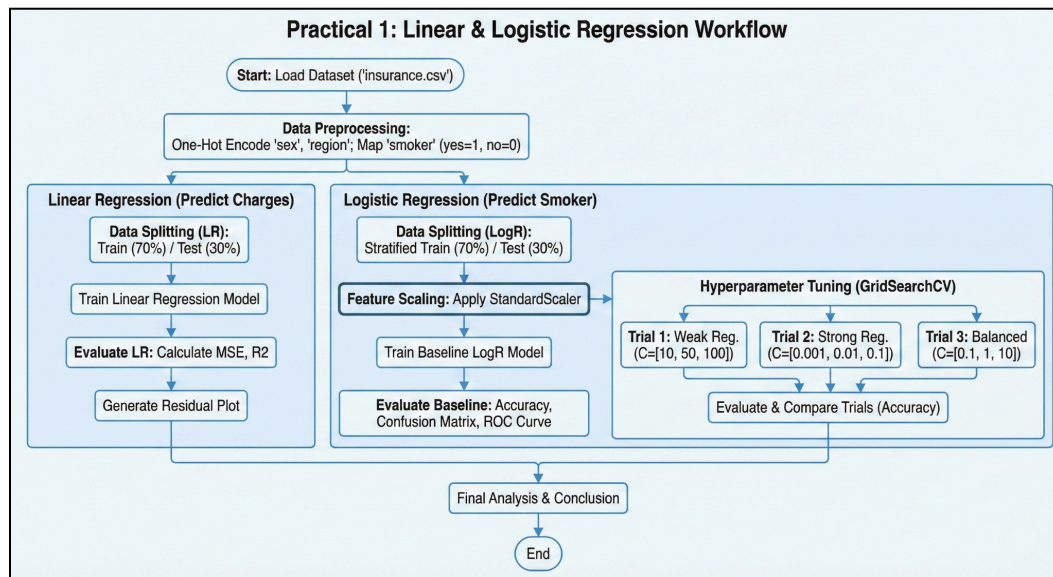 Practical 1: Linear & Logistic Regression Workflow
Start: Load Dataset ('insurance.csv')
Data Preprocessing:
One-Hot Encode 'sex', 'region'; Map 'smoker' (yes=1, no=0)
Linear Regression (Predict Charges)
Data Splitting (LR):
Train (70%) / Test (30%)
Train Linear Regression Model
Evaluate LR: Calculate MSE, R2
Generate Residual Plot
Logistic Regression (Predict Smoker)
Data Splitting (LogR):
Stratified Train (70%) / Test (30%)
Feature Scaling: Apply StandardScaler
Train Baseline LogR Model
Evaluate Baseline: Accuracy,
Confusion Matrix, ROC Curve
Hyperparameter Tuning (GridSearchCV)
Trial 1: Weak Reg.
(C=[10, 50, 100])
Trial 2: Strong Reg.
(C=[0.001, 0.01, 0.1])
Trial 3: Balanced
(C=[0.1, 1, 10])
Evaluate & Compare Trials (Accuracy)
Final Analysis & Conclusion
End